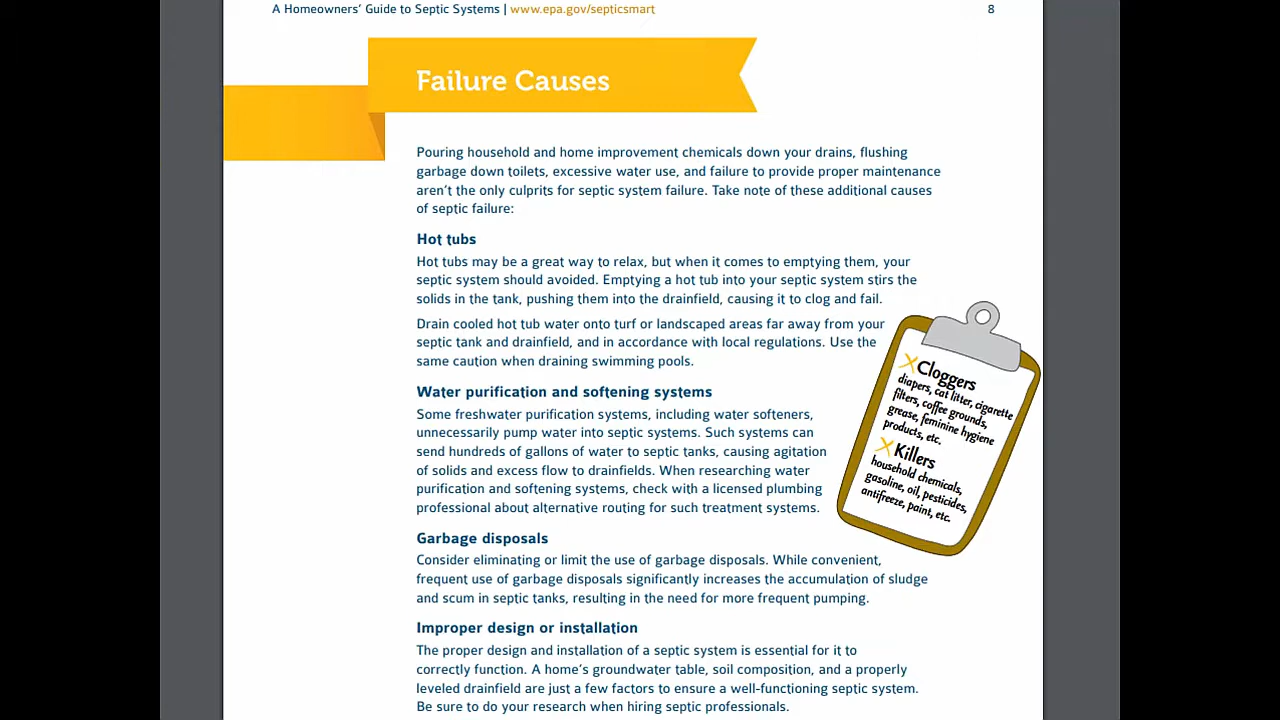 A Homeowners’ Guide to Septic Systems | www.epa.gov/septicsmart 8
Failure Causes
Pouring household and home improvement chemicals down your drains, flushing
garbage down toilets, excessive water use, and failure to provide proper maintenance
aren’t the only culprits for septic system failure. Take note of these additional causes
of septic failure:
Hot tubs
Hot tubs may be a great way to relax, but when it comes to emptying them, your
septic system should avoided. Emptying a hot tub into your septic system stirs the
solids in the tank, pushing them into the drainfield, causing it to clog and fail.
Drain cooled hot tub water onto turf or landscaped areas far away from your
septic tank and drainfield, and in accordance with local regulations. Use the
same caution when draining swimming pools.
Water purification and softening systems
Some freshwater purification systems, including water softeners,
unnecessarily pump water into septic systems. Such systems can
send hundreds of gallons of water to septic tanks, causing agitation
of solids and excess flow to drainfields. When researching water
purification and softening systems, check with a licensed plumbing
professional about alternative routing for such treatment systems.
Garbage disposals
Consider eliminating or limit the use of garbage disposals. While convenient,
frequent use of garbage disposals significantly increases the accumulation of sludge
and scum in septic tanks, resulting in the need for more frequent pumping.
Improper design or installation
The proper design and installation of a septic system is essential for it to
correctly function. A home’s groundwater table, soil composition, and a properly
leveled drainfield are just a few factors to ensure a well-functioning septic system.
Be sure to do your research when hiring septic professionals.
Cloggers
diapers, cat litter, cigarette
filters, coffee grounds,
grease, feminine hygiene
products, etc.
Killers
household chemicals,
gasoline, oil, pesticides,
antifreeze, paint, etc.